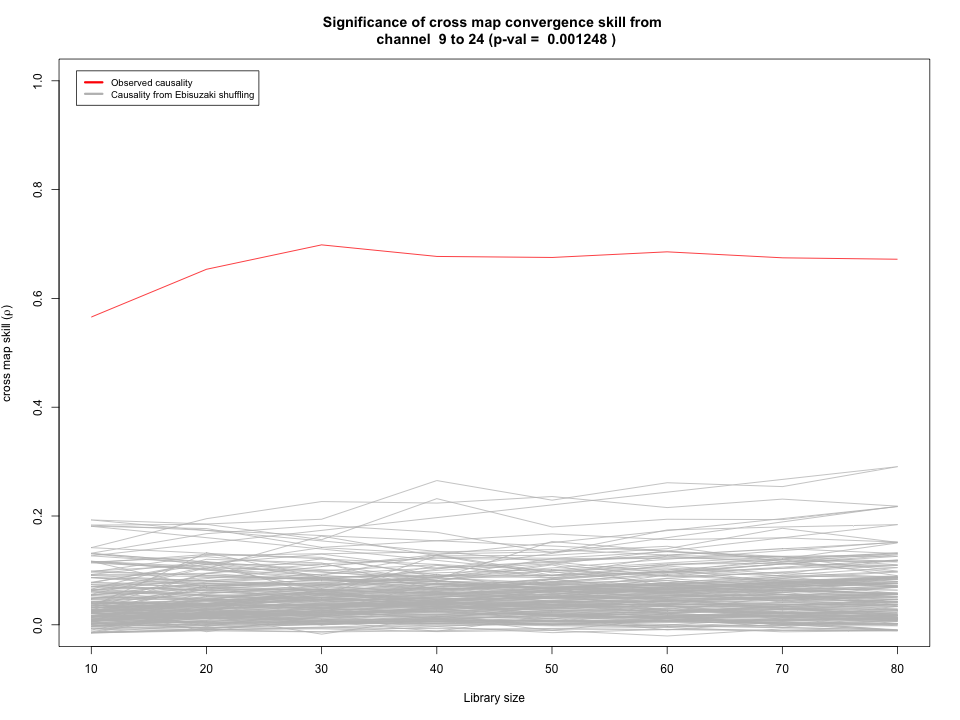 Significance of cross map convergence skill from
channel  9 to 24 (p-val =  0.001248 )
Observed causality
Causality from Ebisuzaki shuffling
cross map skill (ρ)
1.0
0.8
0.6
0.4
0.2
0.0
10 20 30 40 50 60 70 80
Library size